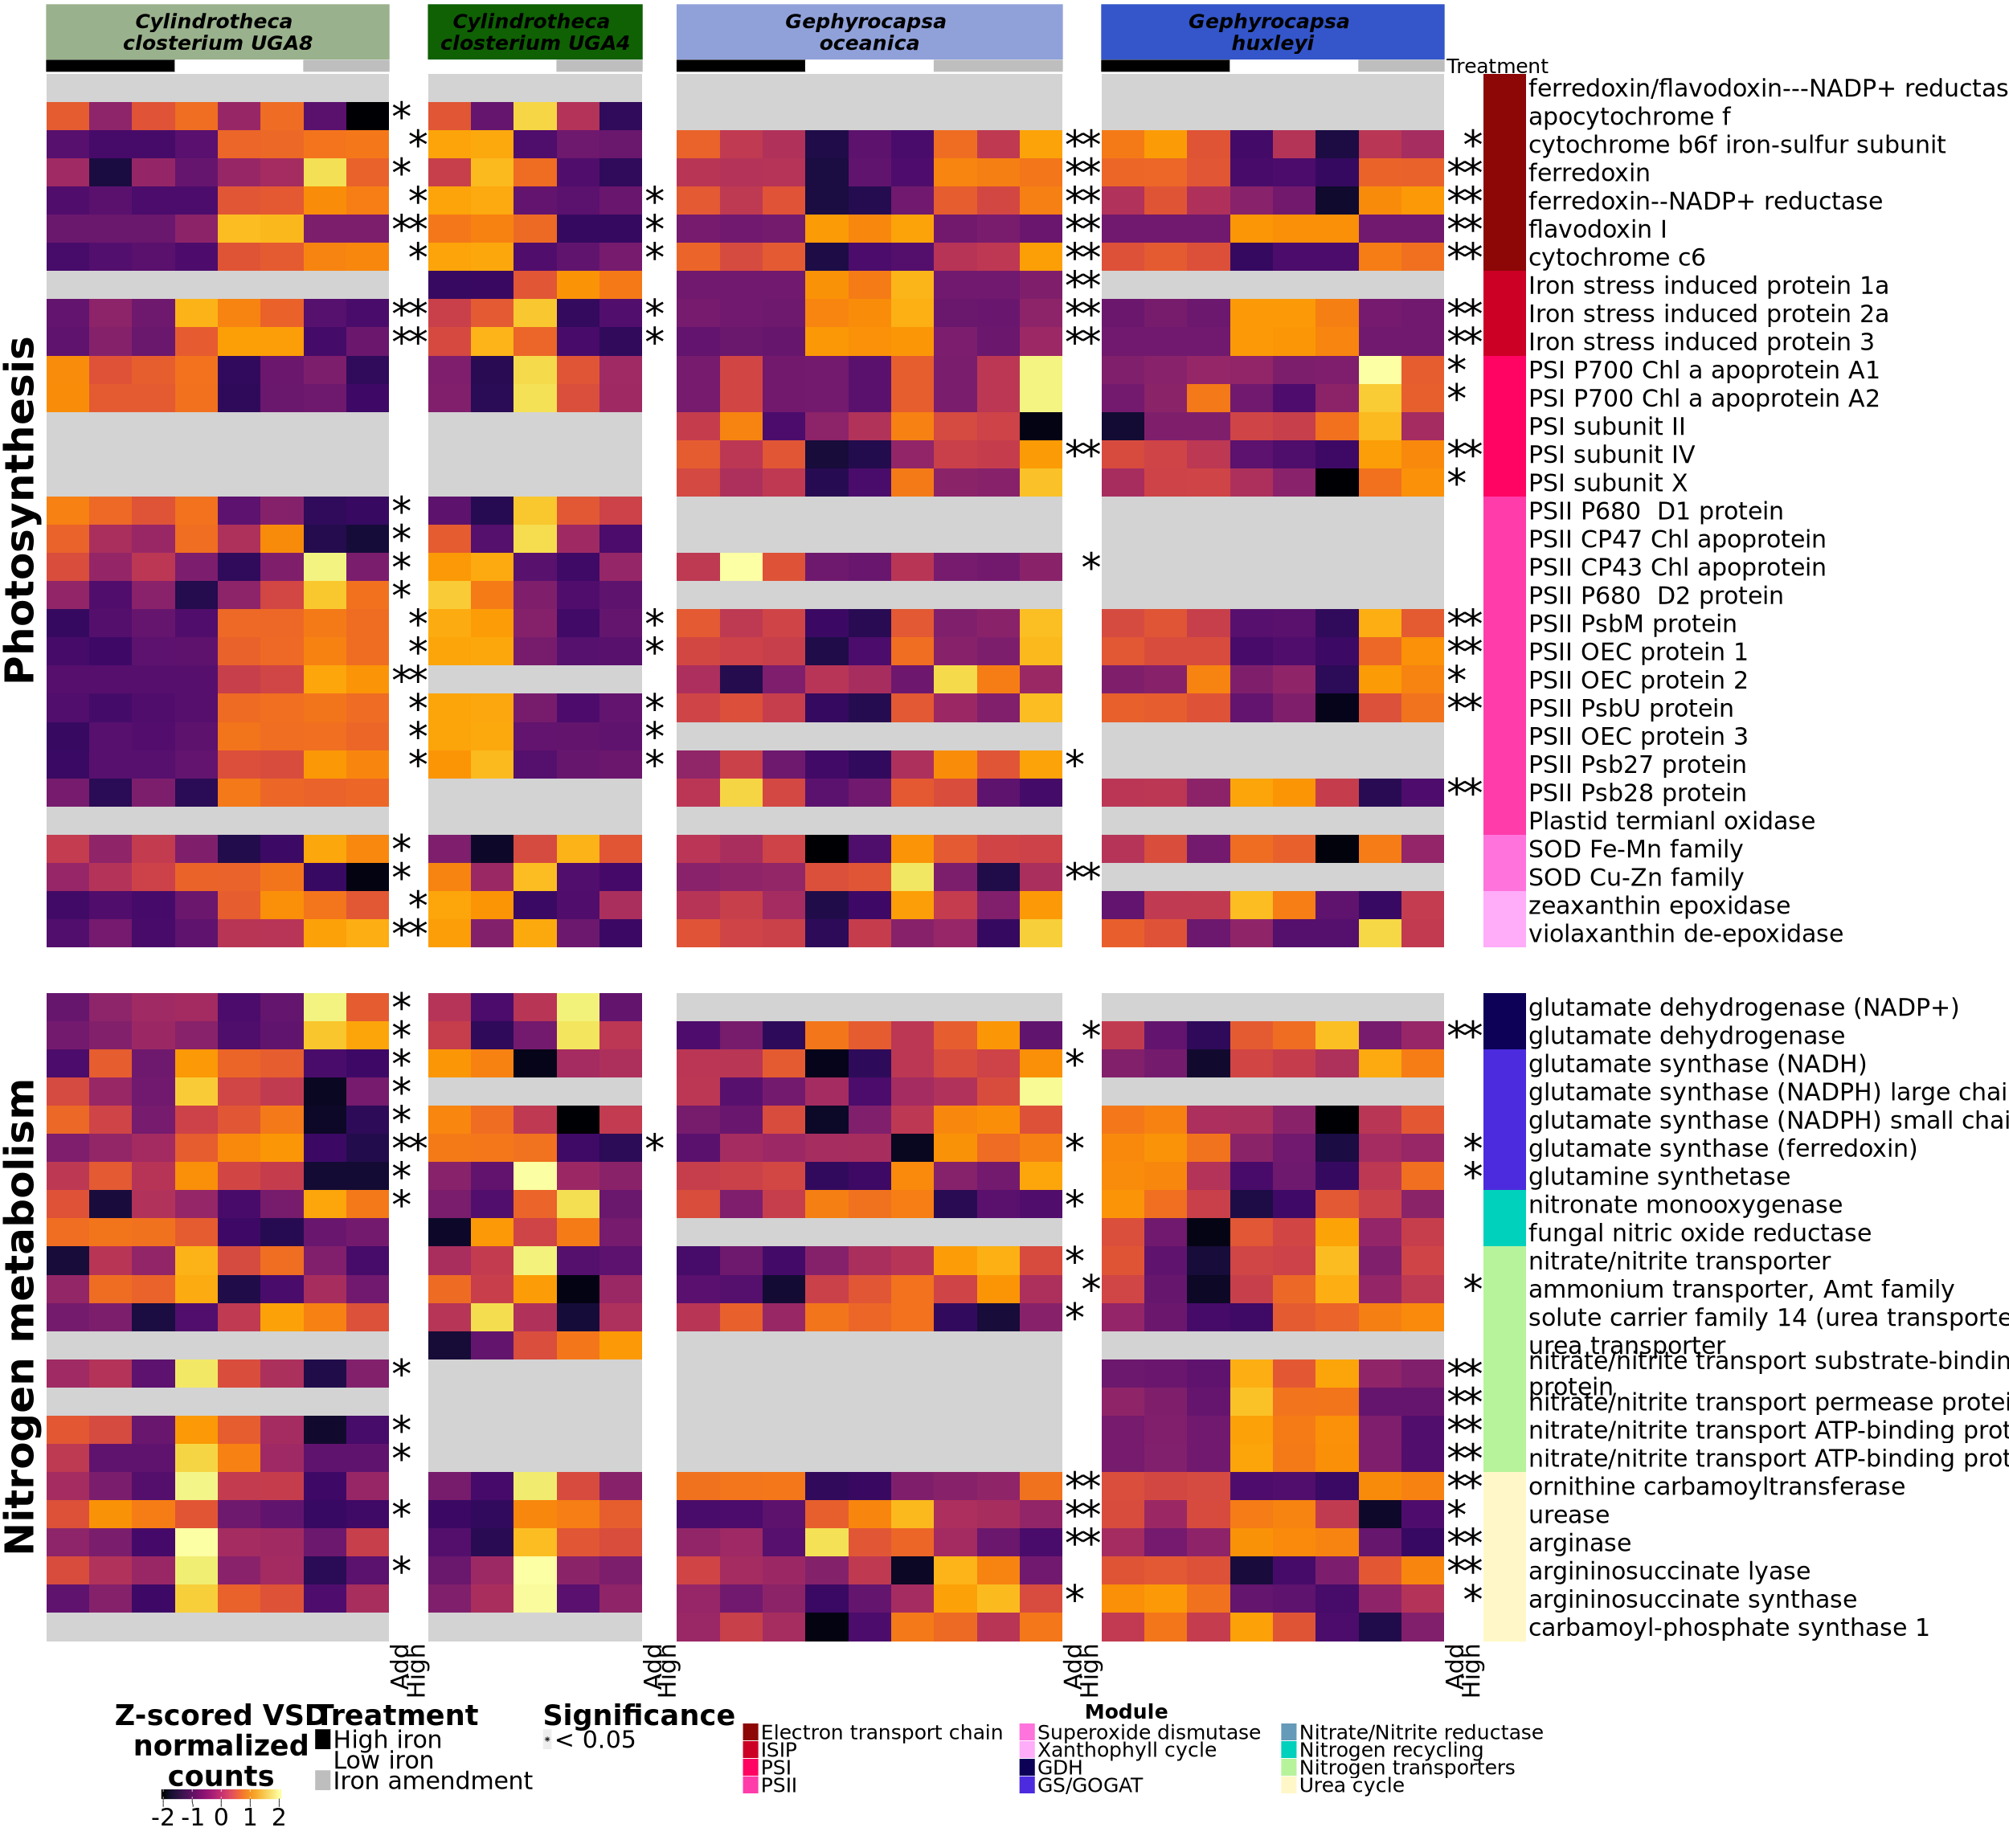 Cylindrotheca
closterium UGA8
Cylindrotheca
closterium UGA4
Gephyrocapsa
oceanica
Gephyrocapsa
huxleyi
Treatment
Photosynthesis
ferredoxin/flavodoxin---NADP+ reductas
apocytochrome f
*
cytochrome b6f iron-sulfur subunit
* ** *
ferredoxin
* ** **
ferredoxin--NADP+ reductase
* * ** **
flavodoxin I
** * ** **
cytochrome c6
* * ** **
Iron stress induced protein 1a
**
Iron stress induced protein 2a
** * ** **
Iron stress induced protein 3
** * ** **
PSI P700 Chl a apoprotein A1
*
PSI P700 Chl a apoprotein A2
*
PSI subunit II
PSI subunit IV
** **
PSI subunit X
*
PSII P680  D1 protein
*
PSII CP47 Chl apoprotein
*
PSII CP43 Chl apoprotein
* *
PSII P680  D2 protein
*
PSII PsbM protein
* * **
PSII OEC protein 1
* * **
PSII OEC protein 2
** *
PSII PsbU protein
* * **
PSII OEC protein 3
* *
PSII Psb27 protein
* * *
PSII Psb28 protein
**
Plastid termianl oxidase
SOD Fe-Mn family
*
SOD Cu-Zn family
* **
zeaxanthin epoxidase
*
violaxanthin de-epoxidase
**
Nitrogen metabolism
glutamate dehydrogenase (NADP+)
*
glutamate dehydrogenase
* * **
glutamate synthase (NADH)
* *
glutamate synthase (NADPH) large chai
*
glutamate synthase (NADPH) small chai
*
glutamate synthase (ferredoxin)
** * * *
glutamine synthetase
* *
nitronate monooxygenase
* *
fungal nitric oxide reductase
nitrate/nitrite transporter
*
ammonium transporter, Amt family
* *
solute carrier family 14 (urea transporte
*
urea transporter
nitrate/nitrite transport substrate-bindin
protein
* **
nitrate/nitrite transport permease protei
**
nitrate/nitrite transport ATP-binding prot
* **
nitrate/nitrite transport ATP-binding prot
* **
ornithine carbamoyltransferase
** **
urease
* ** *
arginase
** **
argininosuccinate lyase
* **
argininosuccinate synthase
* *
carbamoyl-phosphate synthase 1
Add
High
Add
High
Add
High
Add
High
Z-scored VSD
normalized
counts
-2 -1 0 1 2
Treatment
High iron
Low iron
Iron amendment
Significance
* < 0.05
Module
Electron transport chain
ISIP
PSI
PSII
Superoxide dismutase
Xanthophyll cycle
GDH
GS/GOGAT
Nitrate/Nitrite reductase
Nitrogen recycling
Nitrogen transporters
Urea cycle